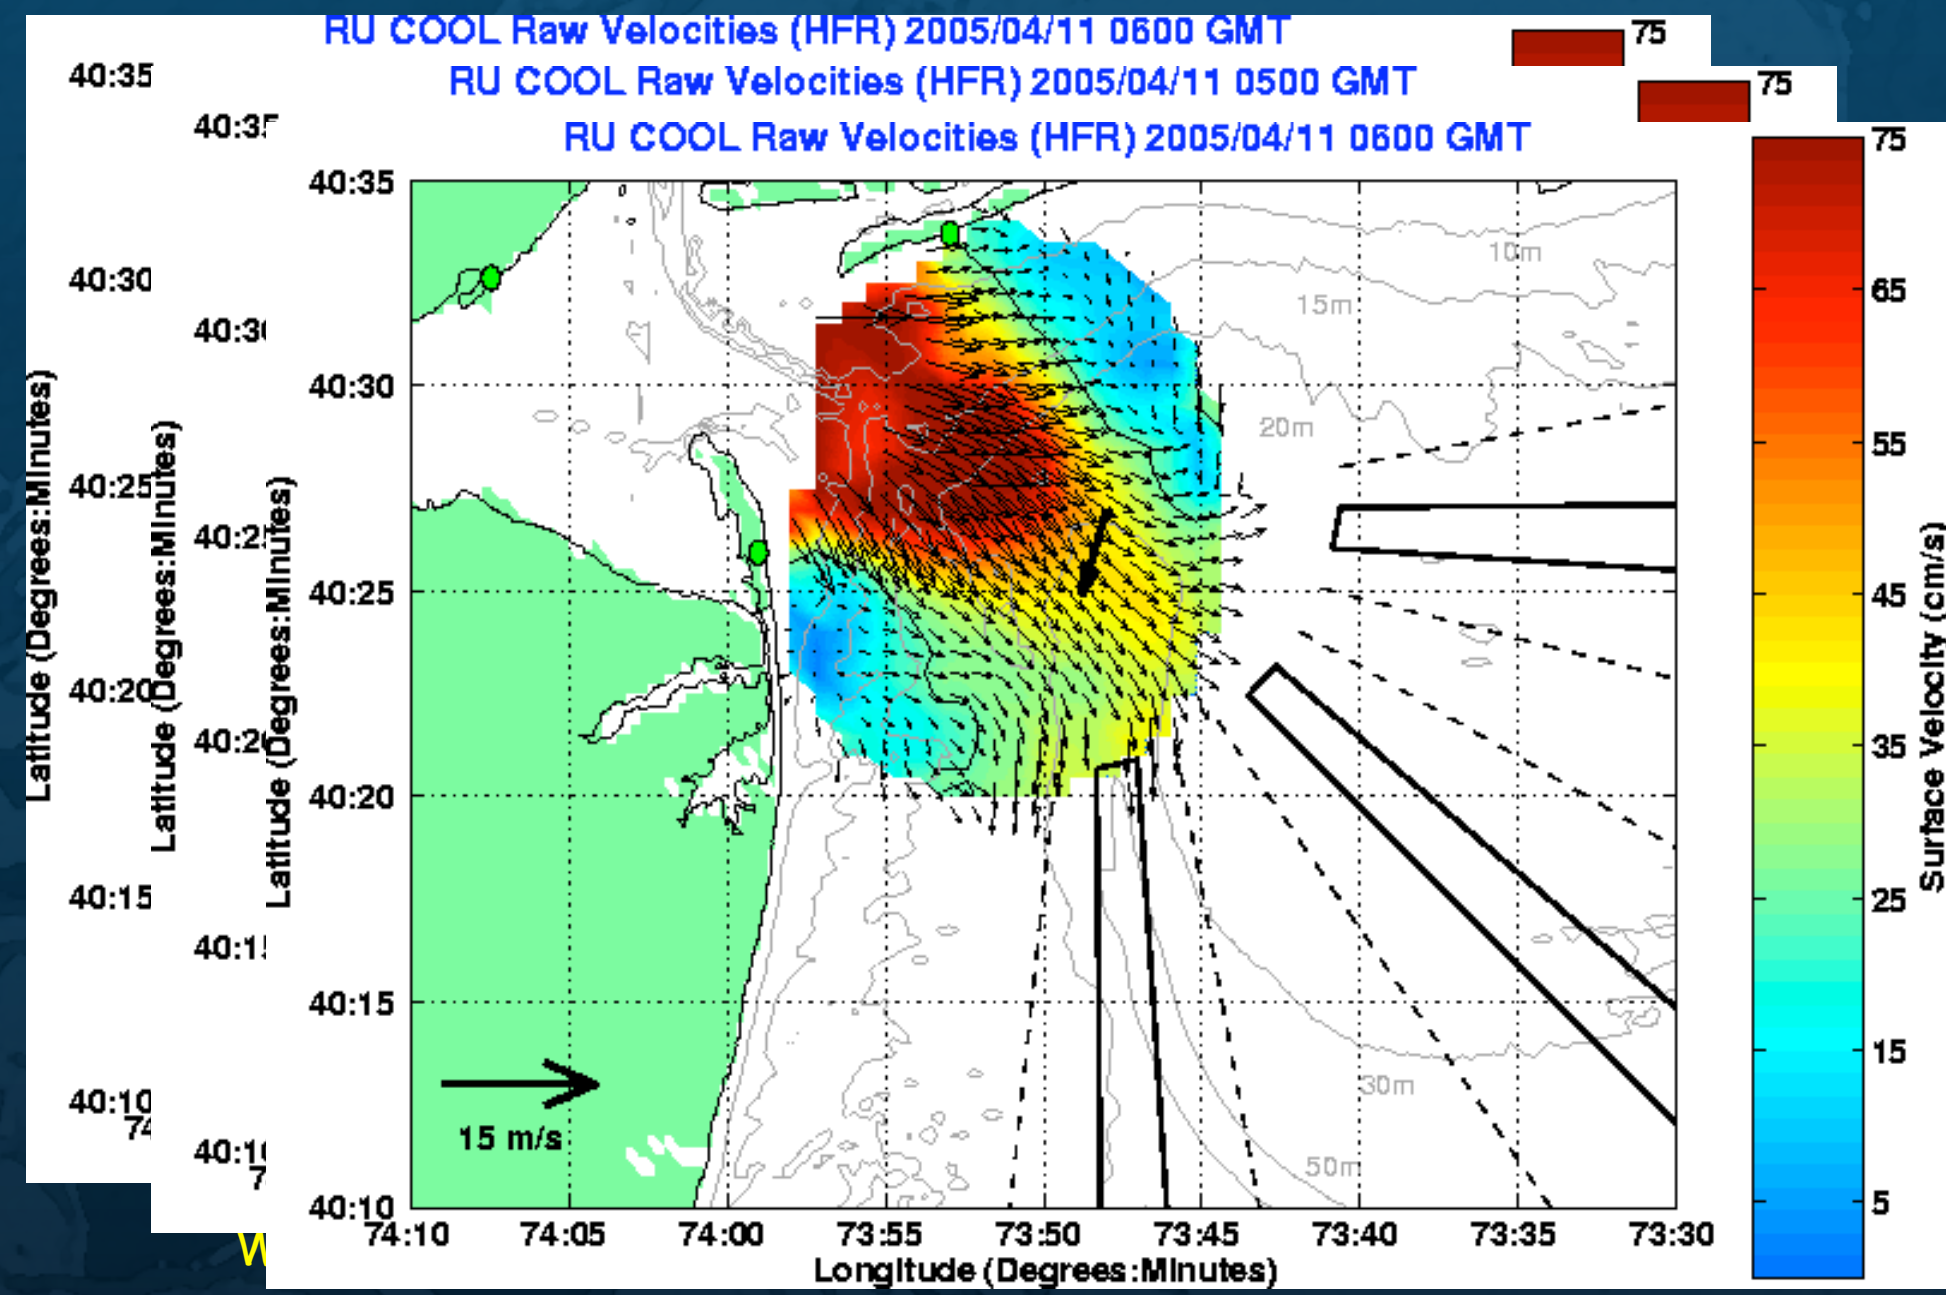 RU COOL Raw Velocities (HFR) 2005/04/11 0600 GMT
75
40:35
40:30
40:25
40:20
40:15
40:10
Latitude (Degrees:Minutes)
RU COOL Raw Velocities (HFR) 2005/04/11 0500 GMT
75
Latitude (Degrees:Minutes)
RU COOL Raw Velocities (HFR) 2005/04/11 0600 GMT
40:35
40:30
40:25
40:20
40:15
40:10
Latitude (Degrees:Minutes)
10m
15m
20m
30m
50m
15 m/s
74:10 74:05 74:00 73:55 73:50 73:45 73:40 73:35 73:30
Longitude (Degrees:Minutes)
75
65
55
45
35
25
15
5
Surface Velocity (cm/s)
W